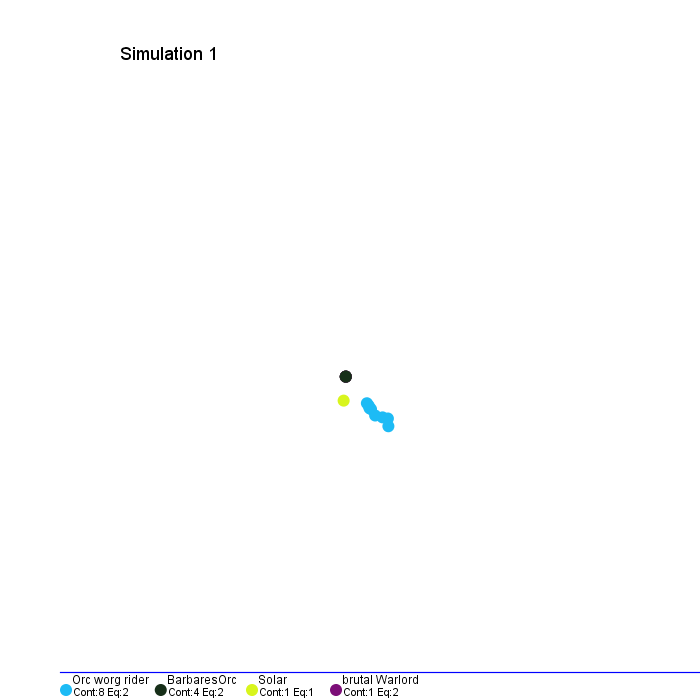 Simulation 1
Orc worg rider BarbaresOrc Solar brutal Warlord
Cont:8 Eq:2 Cont:4 Eq:2 Cont:1 Eq:1 Cont:1 Eq:2